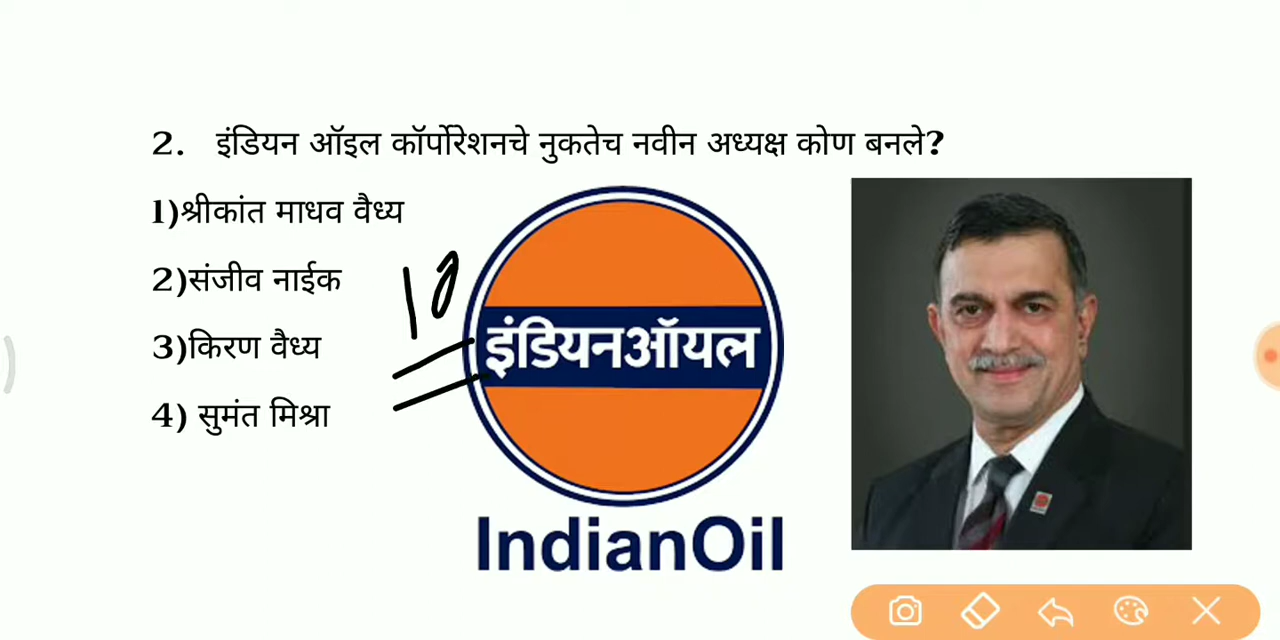 2. इंडियन ऑइल कॉर्पोरेशनचे नुकतेच नवीन अध्यक्ष कोण बनले?
1)श्रीकांत माधव वैध्य
2)संजीव नाईक
3)किरण वैध्य
4) सुमंत मिश्रा
इंडियनऑयल
IndianOil